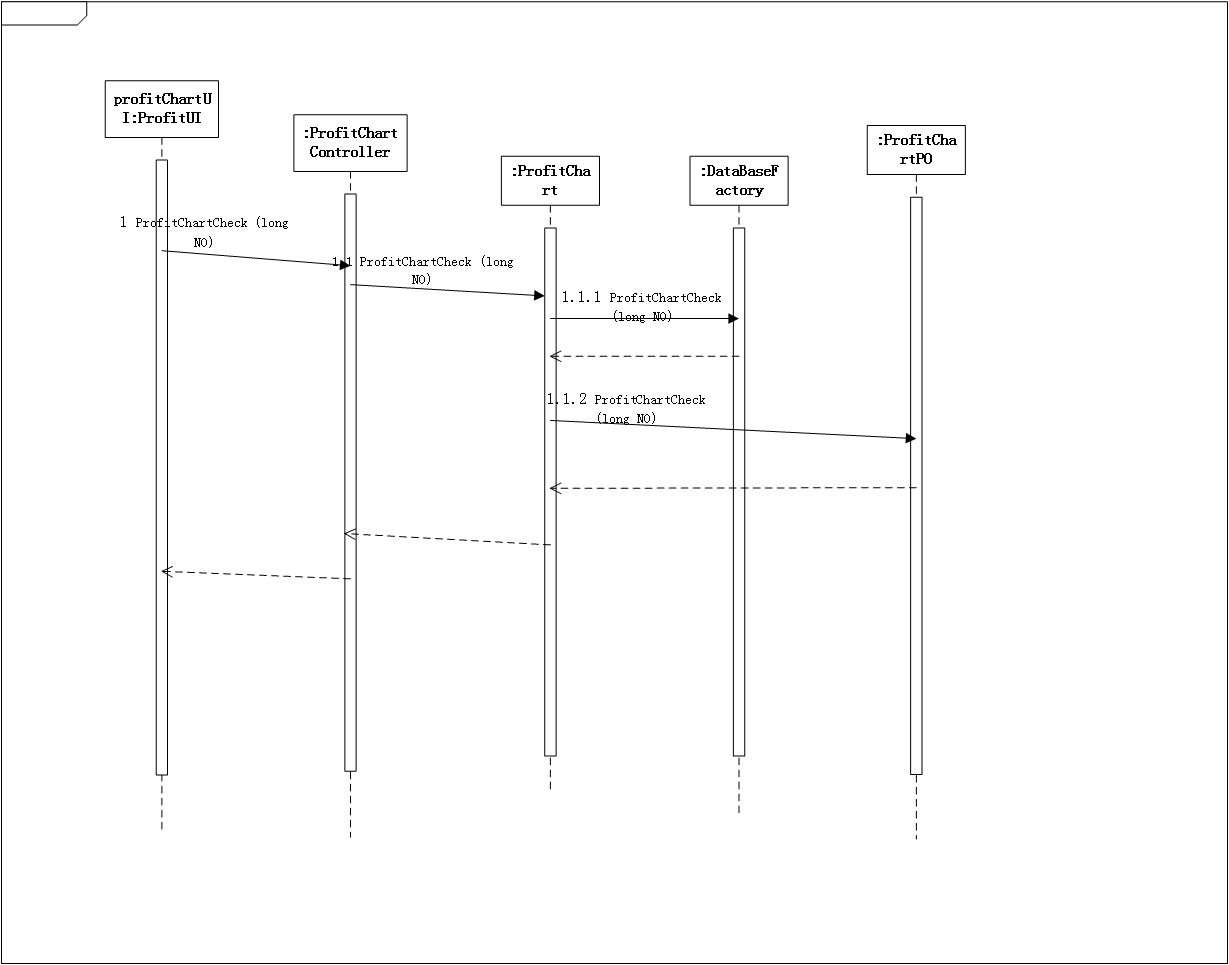 profitChartU
I:ProfitUI
:ProfitChart
Controller
:ProfitCha
rt
:DataBaseF
actory
:ProfitCha
rtPO
1 ProfitChartCheck (long
NO)
1.1 ProfitChartCheck (long
NO)
1.1.1 ProfitChartCheck
(long NO)
1.1.2 ProfitChartCheck
(long NO)